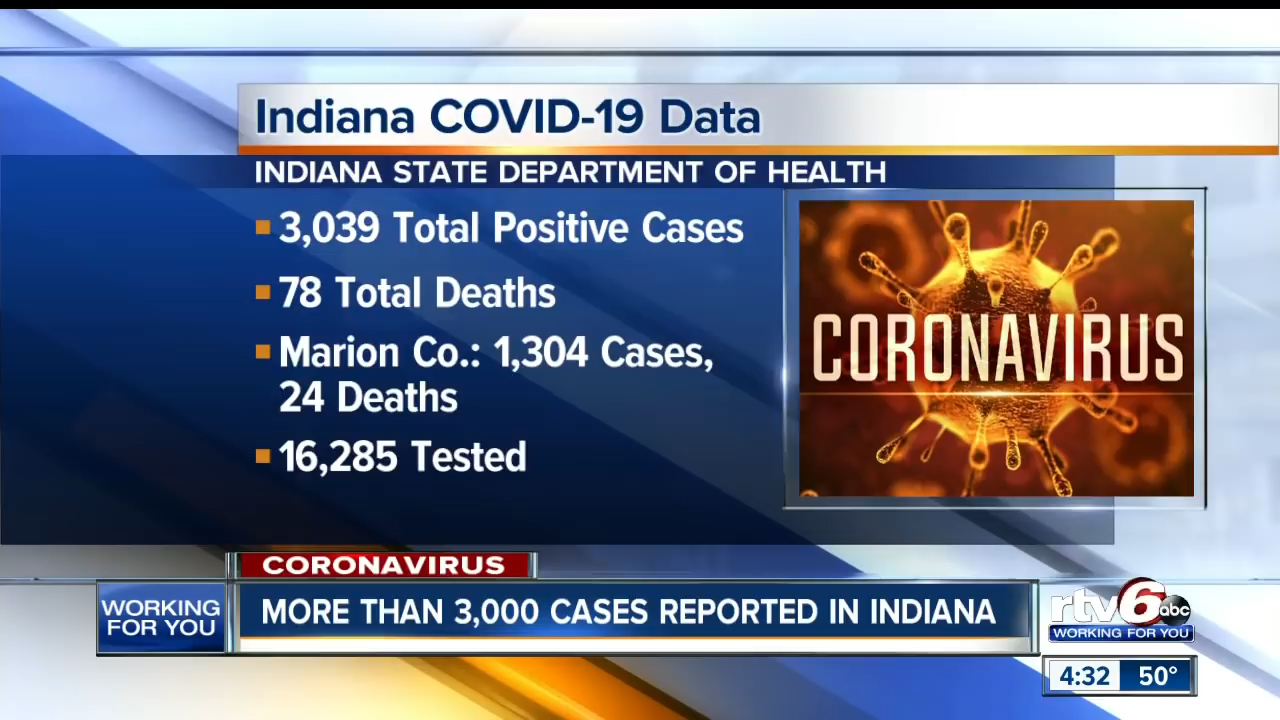 Indiana COVID-19 Data
INDIANA STATE DEPARTMENT OF HEALTH
3,039 Total Positive Cases
78 Total Deaths
Marion Co.: 1,304 Cases,
24 Deaths
16,285 Tested
CORONAVIRUS
CORONAVIRUS
WORKING
FOR YOU
MORE THAN 3,000 CASES REPORTED IN INDIANA
rtv6 abc
WORKING FOR YOU
4:32 50°